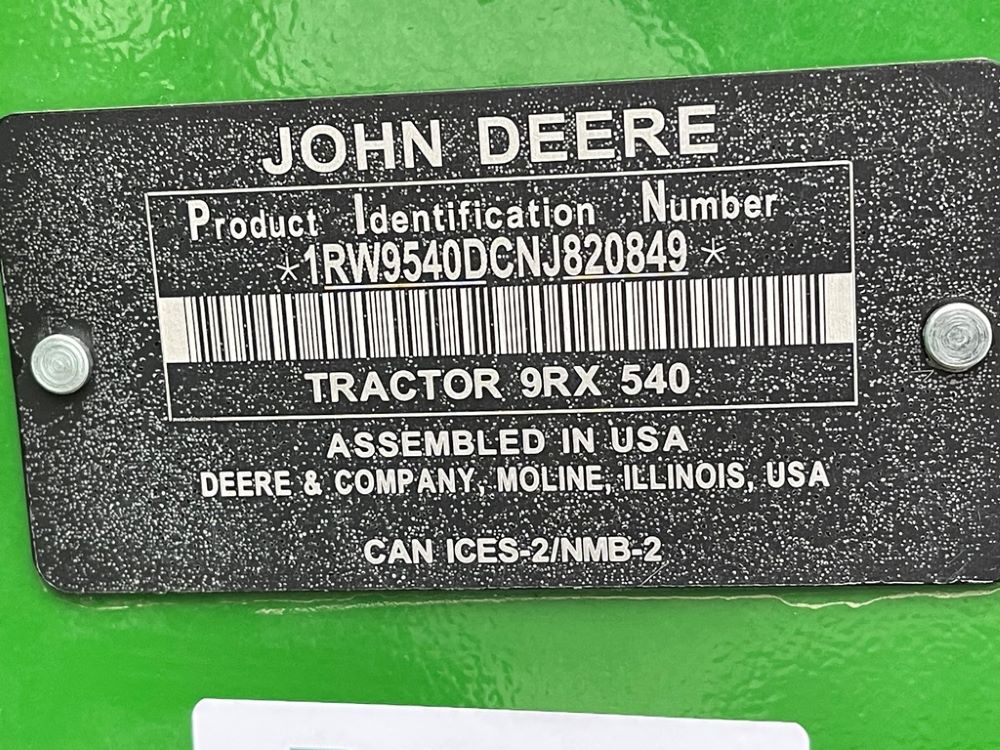 JOHN DEERE
Product Identification Number
*1RW9540DCNJ820849*
TRACTOR 9RX 540
ASSEMBLED IN USA
DEERE & COMPANY, MOLINE, ILLINOIS, USA
CAN ICES-2/NMB-2